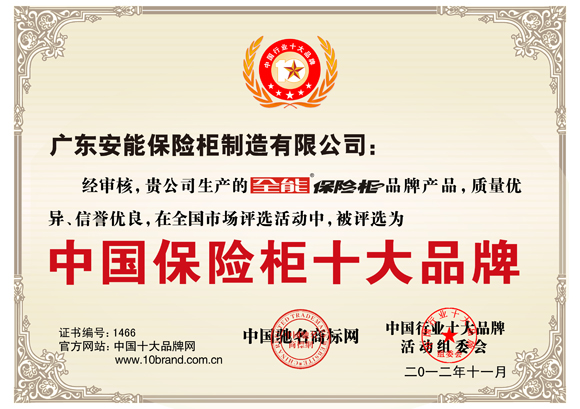 中国行业十大品牌
广东安能保险柜制造有限公司：
经审核，贵公司生产的全能®保险柜品牌产品，质量优
异、信誉优良，在全国市场评选活动中，被评选为
中国保险柜十大品牌
证书编号：1466
官方网站：中国十大品牌网
www.10brand.com.cn
中国驰名商标网
中国行业十大品牌
活动组委会
组委会
二〇一二年十一月